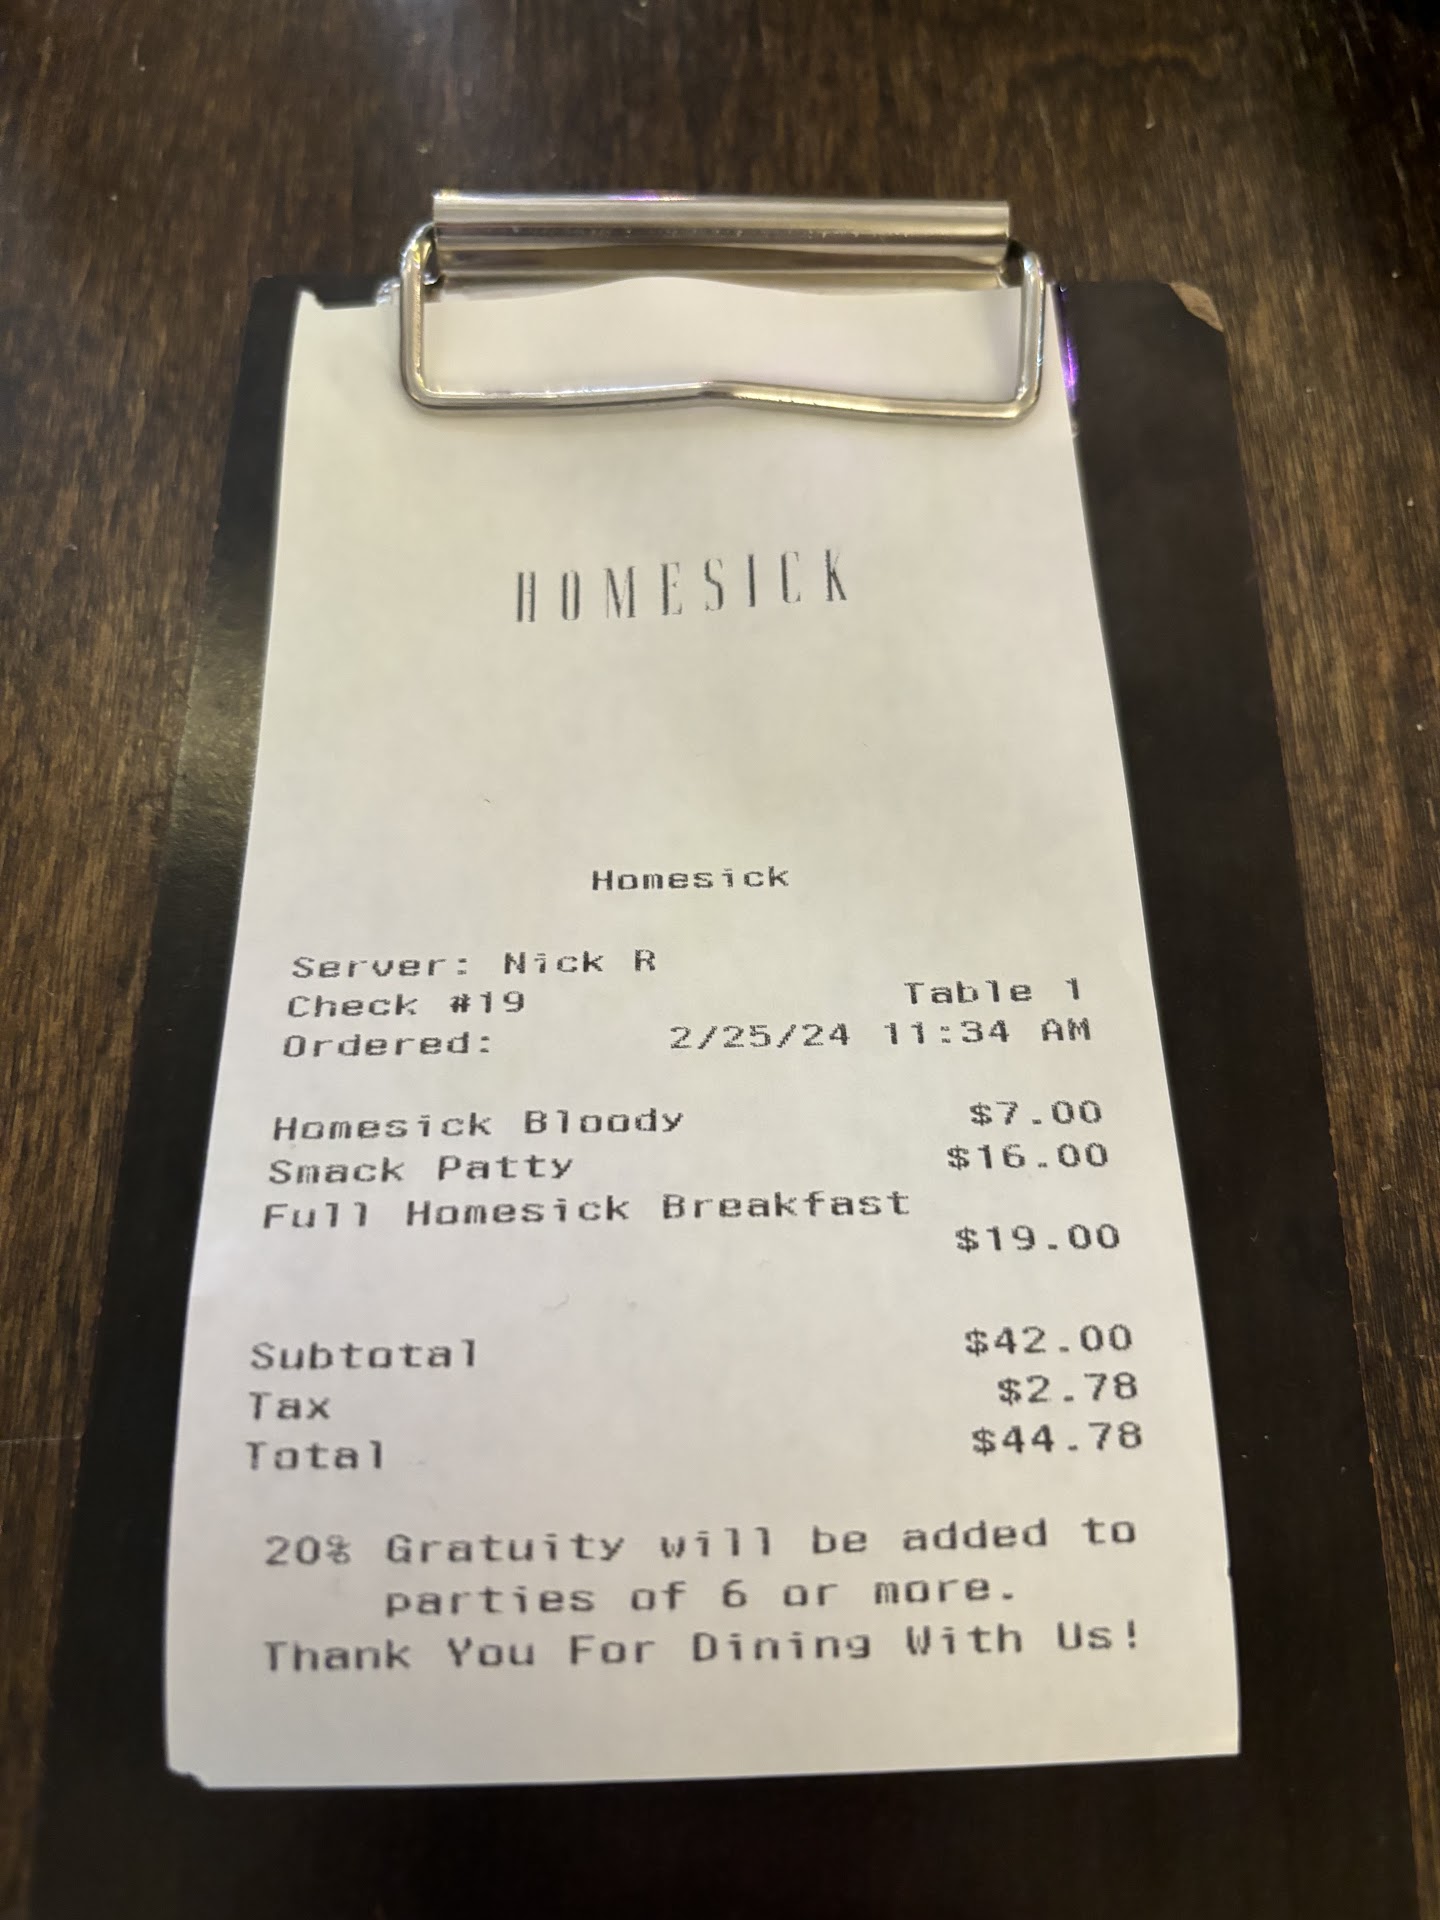 HOMESICK
Homesick
Server: Nick R
Check #19 Table 1
Ordered: 2/25/24 11:34 AM
Homesick Bloody $7.00
Smack Patty $16.00
Full Homesick Breakfast
$19.00
Subtotal $42.00
Tax $2.78
Total $44.78
20% Gratuity will be added to
parties of 6 or more.
Thank You For Dining With Us!